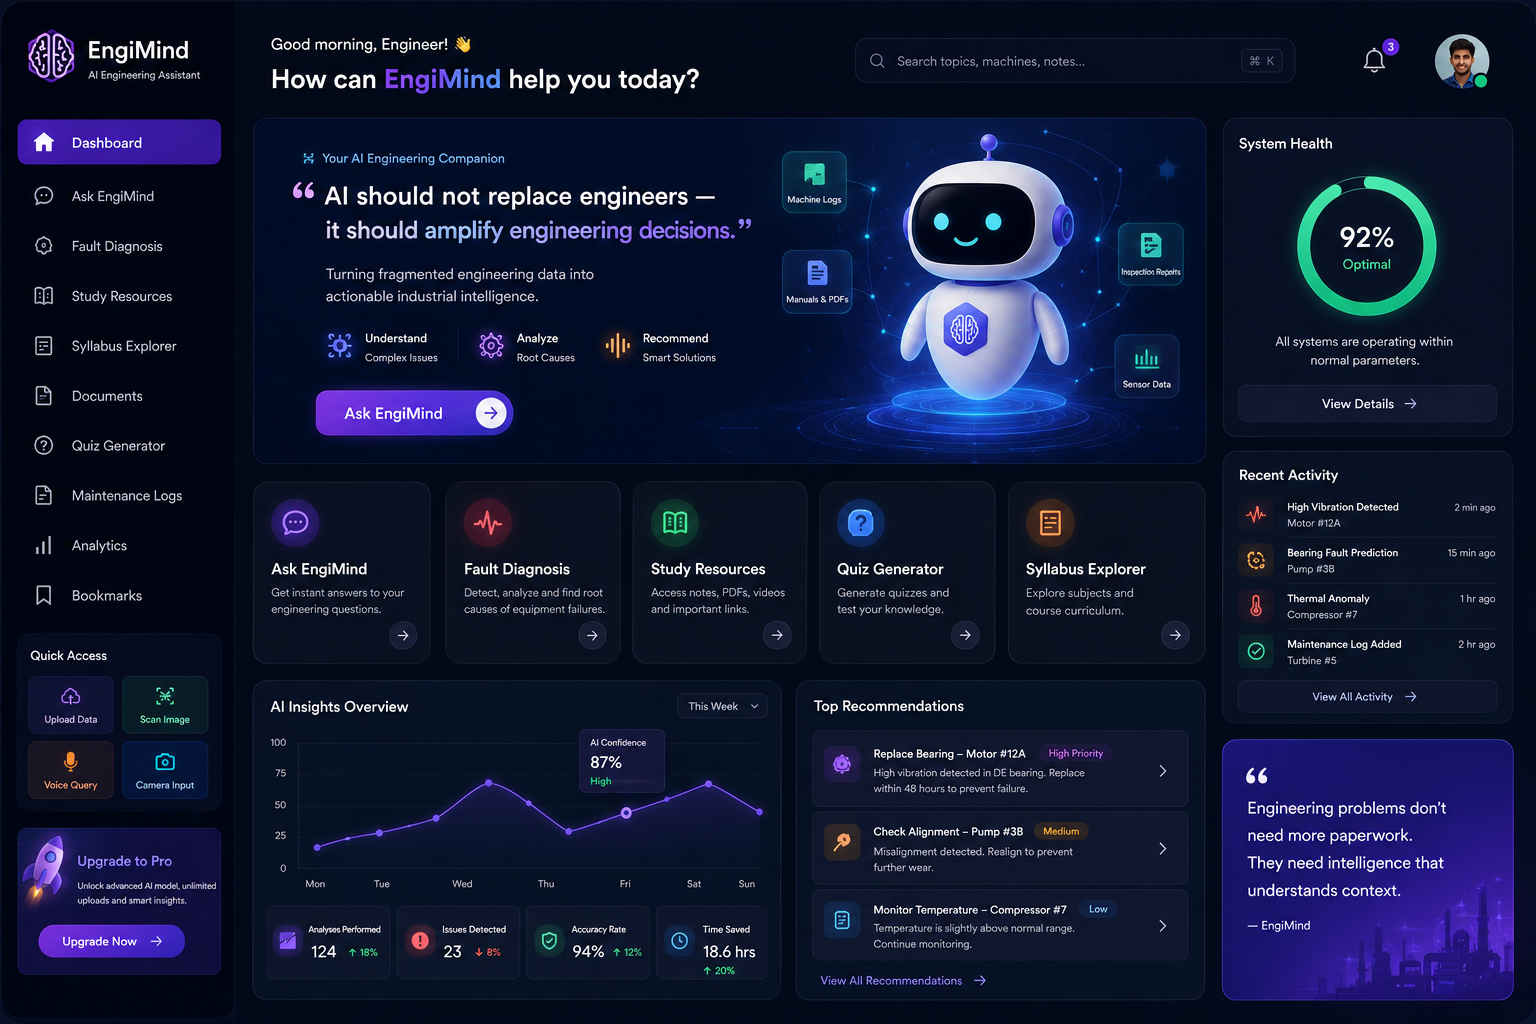 EngiMind
AI Engineering Assistant
Dashboard
Ask EngiMind
Fault Diagnosis
Study Resources
Syllabus Explorer
Documents
Quiz Generator
Maintenance Logs
Analytics
Bookmarks
Quick Access
Upload Data
Scan Image
Voice Query
Camera Input
Upgrade to Pro
Unlock advanced AI model, unlimited
uploads and smart insights.
Upgrade Now
Good morning, Engineer! 👋
How can EngiMind help you today?
Search topics, machines, notes...
⌘ K
3
Your AI Engineering Companion
“ AI should not replace engineers —
it should amplify engineering decisions.”
Turning fragmented engineering data into
actionable industrial intelligence.
Understand
Complex Issues
Analyze
Root Causes
Recommend
Smart Solutions
Ask EngiMind
Machine Logs
Manuals & PDFs
Inspection Reports
Sensor Data
Ask EngiMind
Get instant answers to your
engineering questions.
Fault Diagnosis
Detect, analyze and find root
causes of equipment failures.
Study Resources
Access notes, PDFs, videos
and important links.
Quiz Generator
Generate quizzes and
test your knowledge.
Syllabus Explorer
Explore subjects and
course curriculum.
AI Insights Overview
This Week
100
75
50
25
0
AI Confidence
87%
High
Mon Tue Wed Thu Fri Sat Sun
Analyses Performed
124 ↑ 18%
Issues Detected
23 ↓ 8%
Accuracy Rate
94% ↑ 12%
Time Saved
18.6 hrs
↑ 20%
Top Recommendations
Replace Bearing – Motor #12A High Priority
High vibration detected in DE bearing. Replace
within 48 hours to prevent failure.
Check Alignment – Pump #3B Medium
Misalignment detected. Realign to prevent
further wear.
Monitor Temperature – Compressor #7 Low
Temperature is slightly above normal range.
Continue monitoring.
View All Recommendations
System Health
92%
Optimal
All systems are operating within
normal parameters.
View Details
Recent Activity
High Vibration Detected 2 min ago
Motor #12A
Bearing Fault Prediction 15 min ago
Pump #3B
Thermal Anomaly 1 hr ago
Compressor #7
Maintenance Log Added 2 hr ago
Turbine #5
View All Activity
“
Engineering problems don’t
need more paperwork.
They need intelligence that
understands context.
— EngiMind